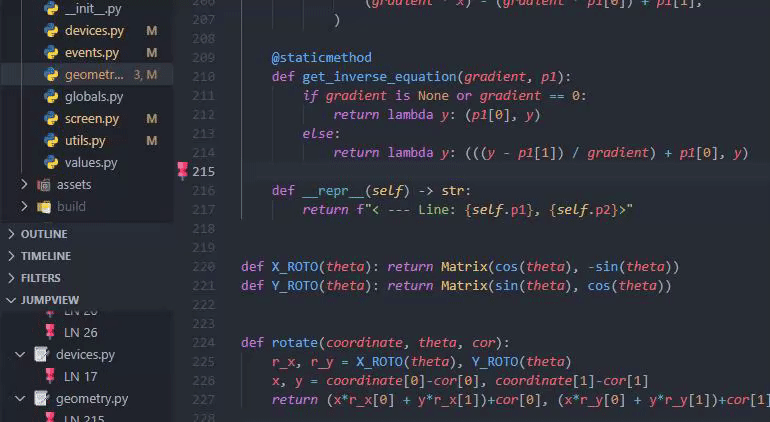 __init__.py
devices.py M
events.py M
geometr... 3, M
globals.py
screen.py M
utils.py M
values.py
assets
build
OUTLINE
TIMELINE
FILTERS
JUMPVIEW
LN 26
devices.py
LN 17
geometry.py
LN 215
206 (gradient * x) - (gradient * p1[0]) + p1[1],
207 )
208
209 @staticmethod
210 def get_inverse_equation(gradient, p1):
211 if gradient is None or gradient == 0:
212 return lambda y: (p1[0], y)
213 else:
214 return lambda y: (((y - p1[1]) / gradient) + p1[0], y)
215
216 def __repr__(self) -> str:
217 return f"< --- Line: {self.p1}, {self.p2}>"
218
219
220 def X_ROTO(theta): return Matrix(cos(theta), -sin(theta))
221 def Y_ROTO(theta): return Matrix(sin(theta), cos(theta))
222
223
224 def rotate(coordinate, theta, cor):
225 r_x, r_y = X_ROTO(theta), Y_ROTO(theta)
226 x, y = coordinate[0]-cor[0], coordinate[1]-cor[1]
227 return (x*r_x[0] + y*r_x[1])+cor[0], (x*r_y[0] + y*r_y[1])+cor[1]
228